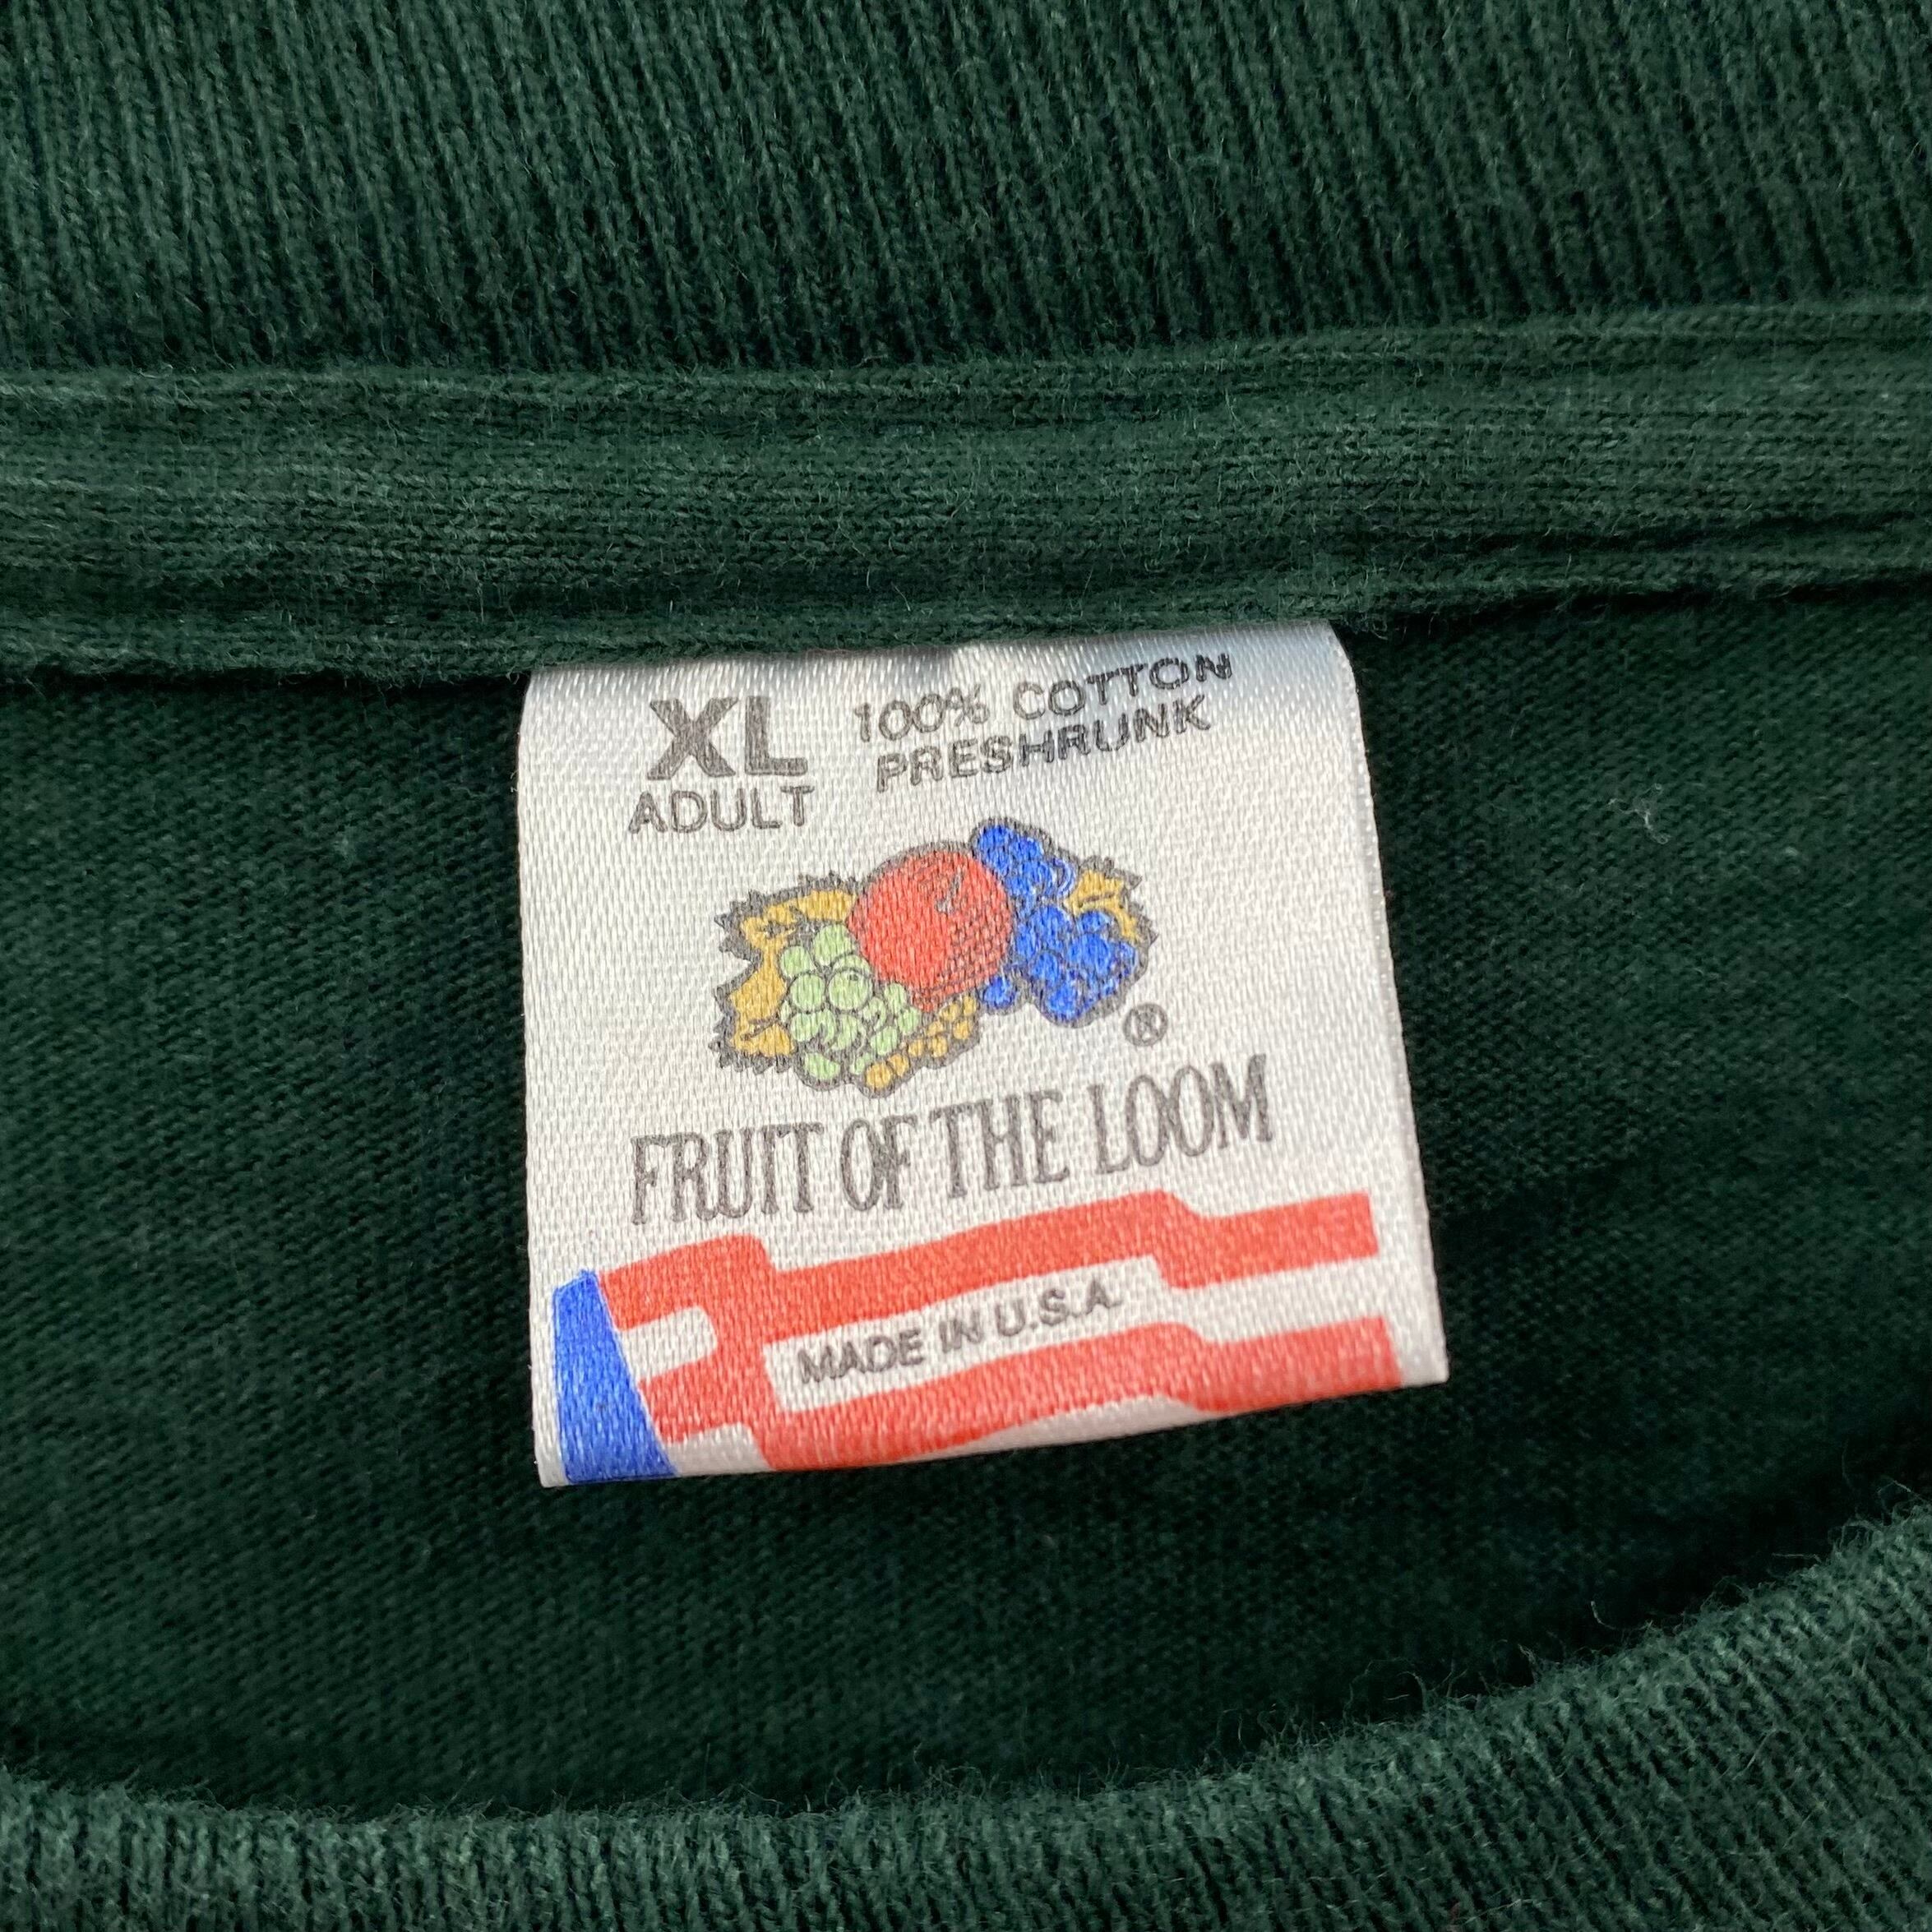 XL
ADULT
100% COTTON
PRESHRUNK
®
FRUIT OF THE LOOM
MADE IN U.S.A.